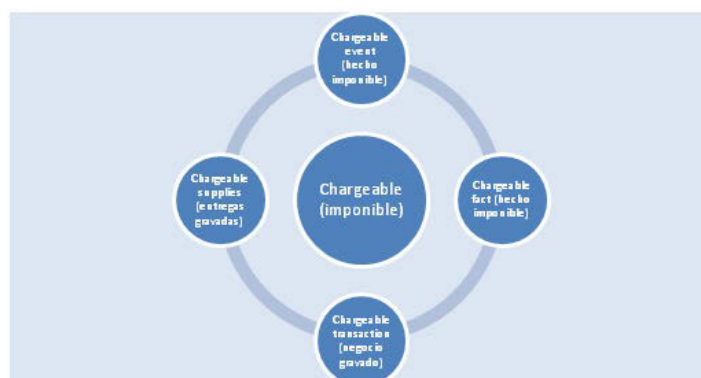 Chargeable
event
(hecho
imponible)
Chargeable
supplies
(entregas
gravadas)
Chargeable
(imponible)
Chargeable
fact (hecho
imponible)
Chargeable
transaction
(negocio
gravado)